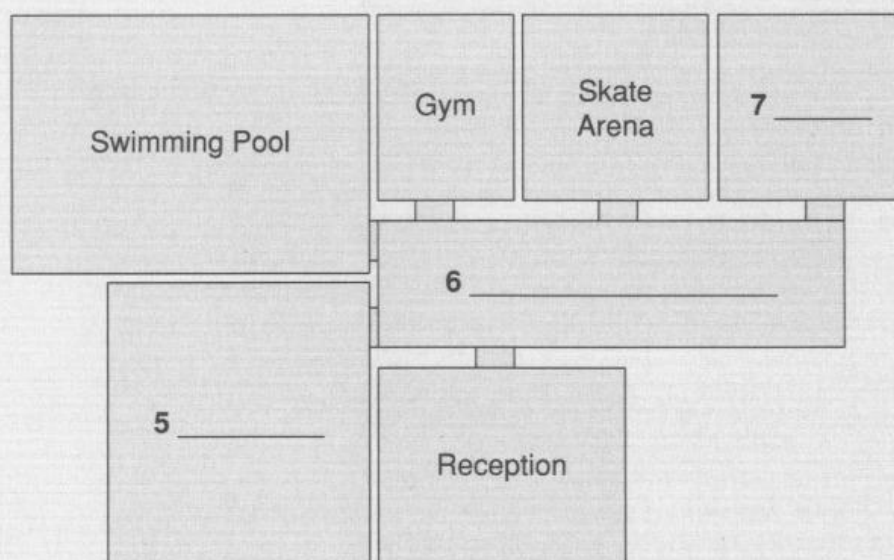 Swimming Pool
Gym
Skate
Arena
7
6
5
Reception